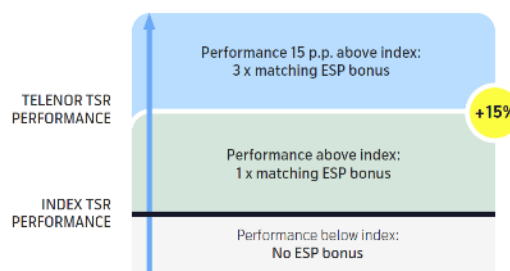 Performance 15 p.p. above index:
3 x matching ESP bonus
TELENOR TSR
PERFORMANCE
+15%
Performance above index:
1 x matching ESP bonus
INDEX TSR
PERFORMANCE
Performance below index:
No ESP bonus